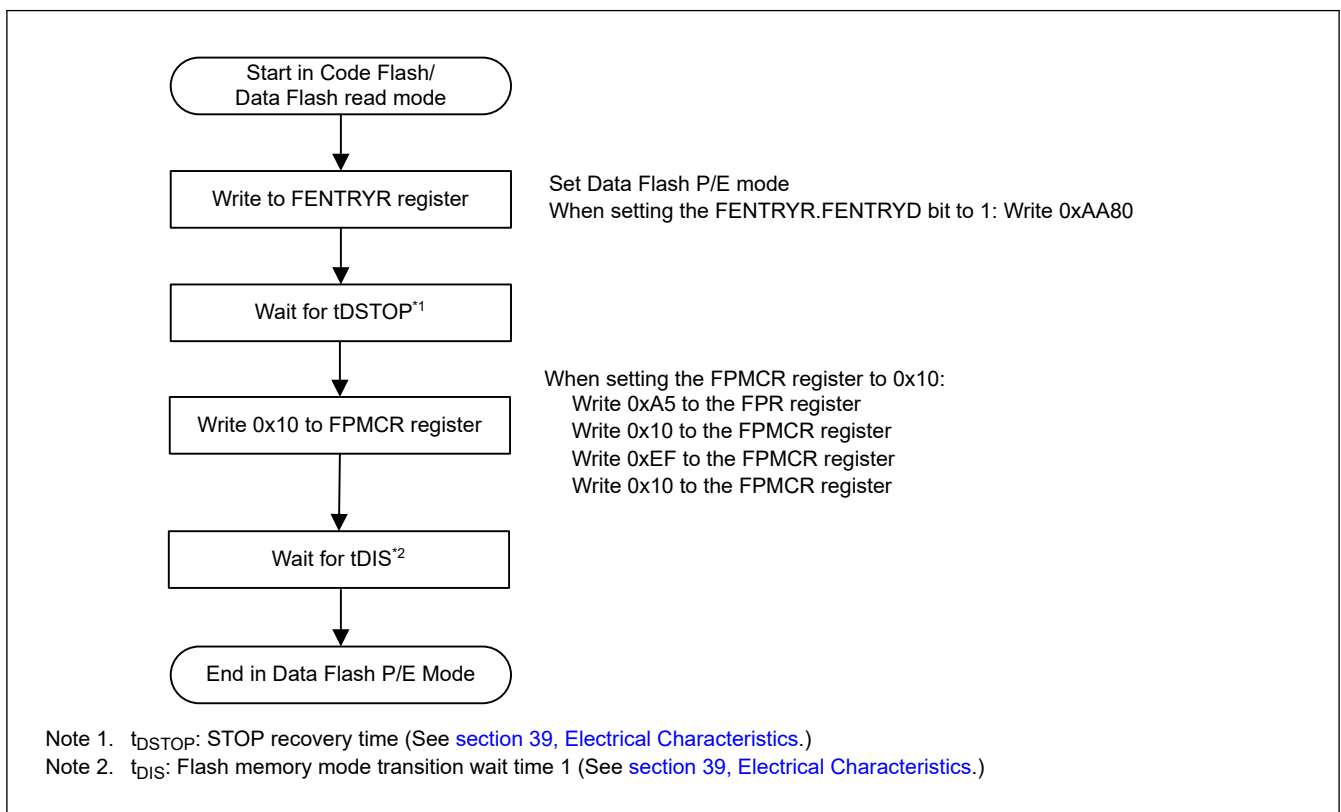 Start in Code Flash/
Data Flash read mode
Write to FENTRYR register
Set Data Flash P/E mode
When setting the FENTRYR.FENTRYD bit to 1: Write 0xAA80
Wait for tDSTOP*1
When setting the FPMCR register to 0x10:
Write 0xA5 to the FPR register
Write 0x10 to FPMCR register
Write 0x10 to the FPMCR register
Write 0xEF to the FPMCR register
Write 0x10 to the FPMCR register
Wait for tDIS*2
End in Data Flash P/E Mode
Note 1. tDSTOP: STOP recovery time (See section 39, Electrical Characteristics.)
Note 2. tDIS: Flash memory mode transition wait time 1 (See section 39, Electrical Characteristics.)